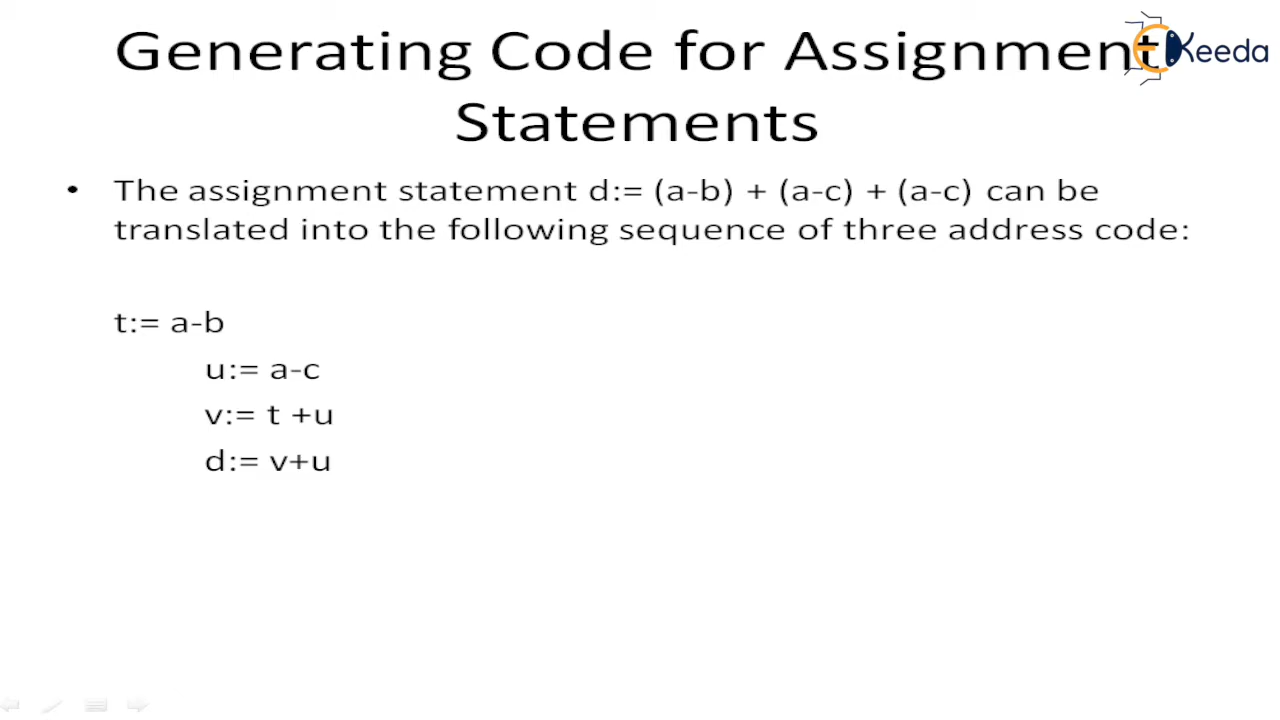 Generating Code for Assignment
Statements
Keeda
• The assignment statement d:= (a-b) + (a-c) + (a-c) can be
translated into the following sequence of three address code:
t:= a-b
u:= a-c
v:= t +u
d:= v+u